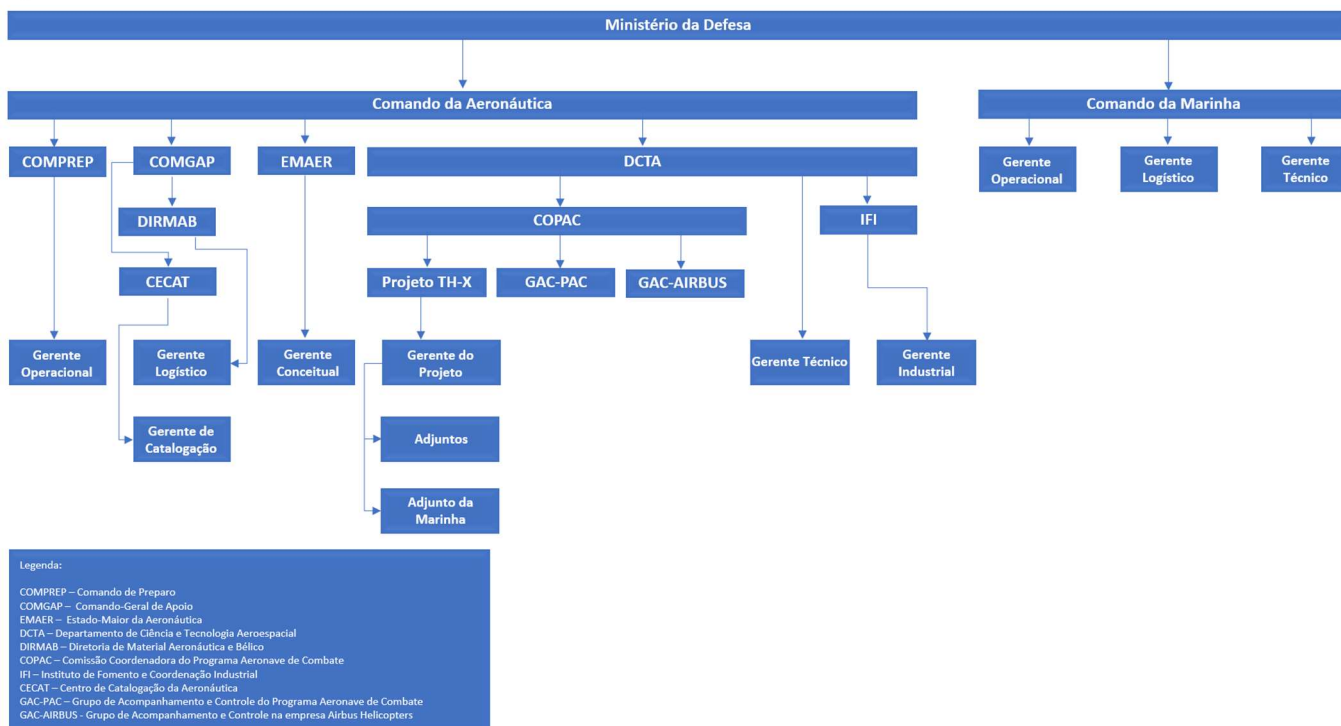 Ministério da Defesa
Comando da Aeronáutica
Comando da Marinha
COMPREP
COMGAP
EMAER
DCTA
Gerente
Operacional
Gerente
Logístico
Gerente
Técnico
DIRMAB
COPAC
IFI
CECAT
Projeto TH-X
GAC-PAC
GAC-AIRBUS
Gerente
Operacional
Gerente
Logístico
Gerente
Conceitual
Gerente do
Projeto
Gerente Técnico
Gerente
Industrial
Gerente de
Catalogação
Adjuntos
Adjunto da
Marinha
Legenda:
COMPREP – Comando de Preparo
COMGAP – Comando-Geral de Apoio
EMAER – Estado-Maior da Aeronáutica
DCTA – Departamento de Ciência e Tecnologia Aeroespacial
DIRMAB – Diretoria de Material Aeronáutica e Bélico
COPAC – Comissão Coordenadora do Programa Aeronave de Combate
IFI – Instituto de Fomento e Coordenação Industrial
CECAT – Centro de Catalogação da Aeronáutica
GAC-PAC – Grupo de Acompanhamento e Controle do Programa Aeronave de Combate
GAC-AIRBUS - Grupo de Acompanhamento e Controle na empresa Airbus Helicopters